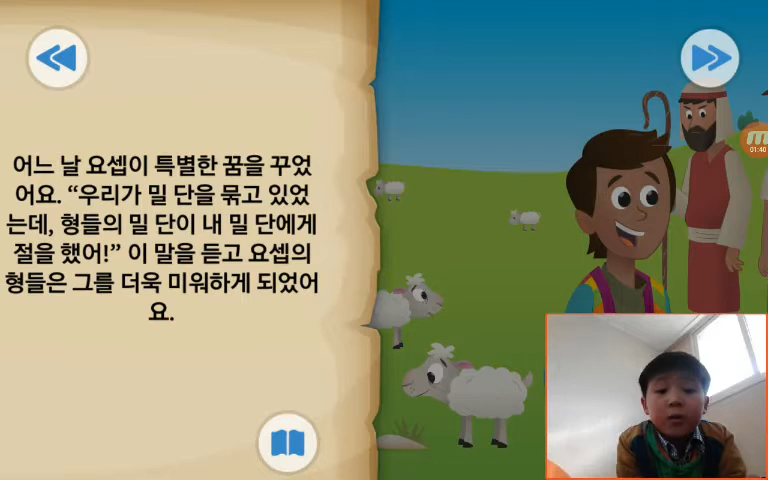 어느 날 요셉이 특별한 꿈을 꾸었
어요. “우리가 밀 단을 묶고 있었
는데, 형들의 밀 단이 내 밀 단에게
절을 했어!” 이 말을 듣고 요셉의
형들은 그를 더욱 미워하게 되었어
요.
01:40